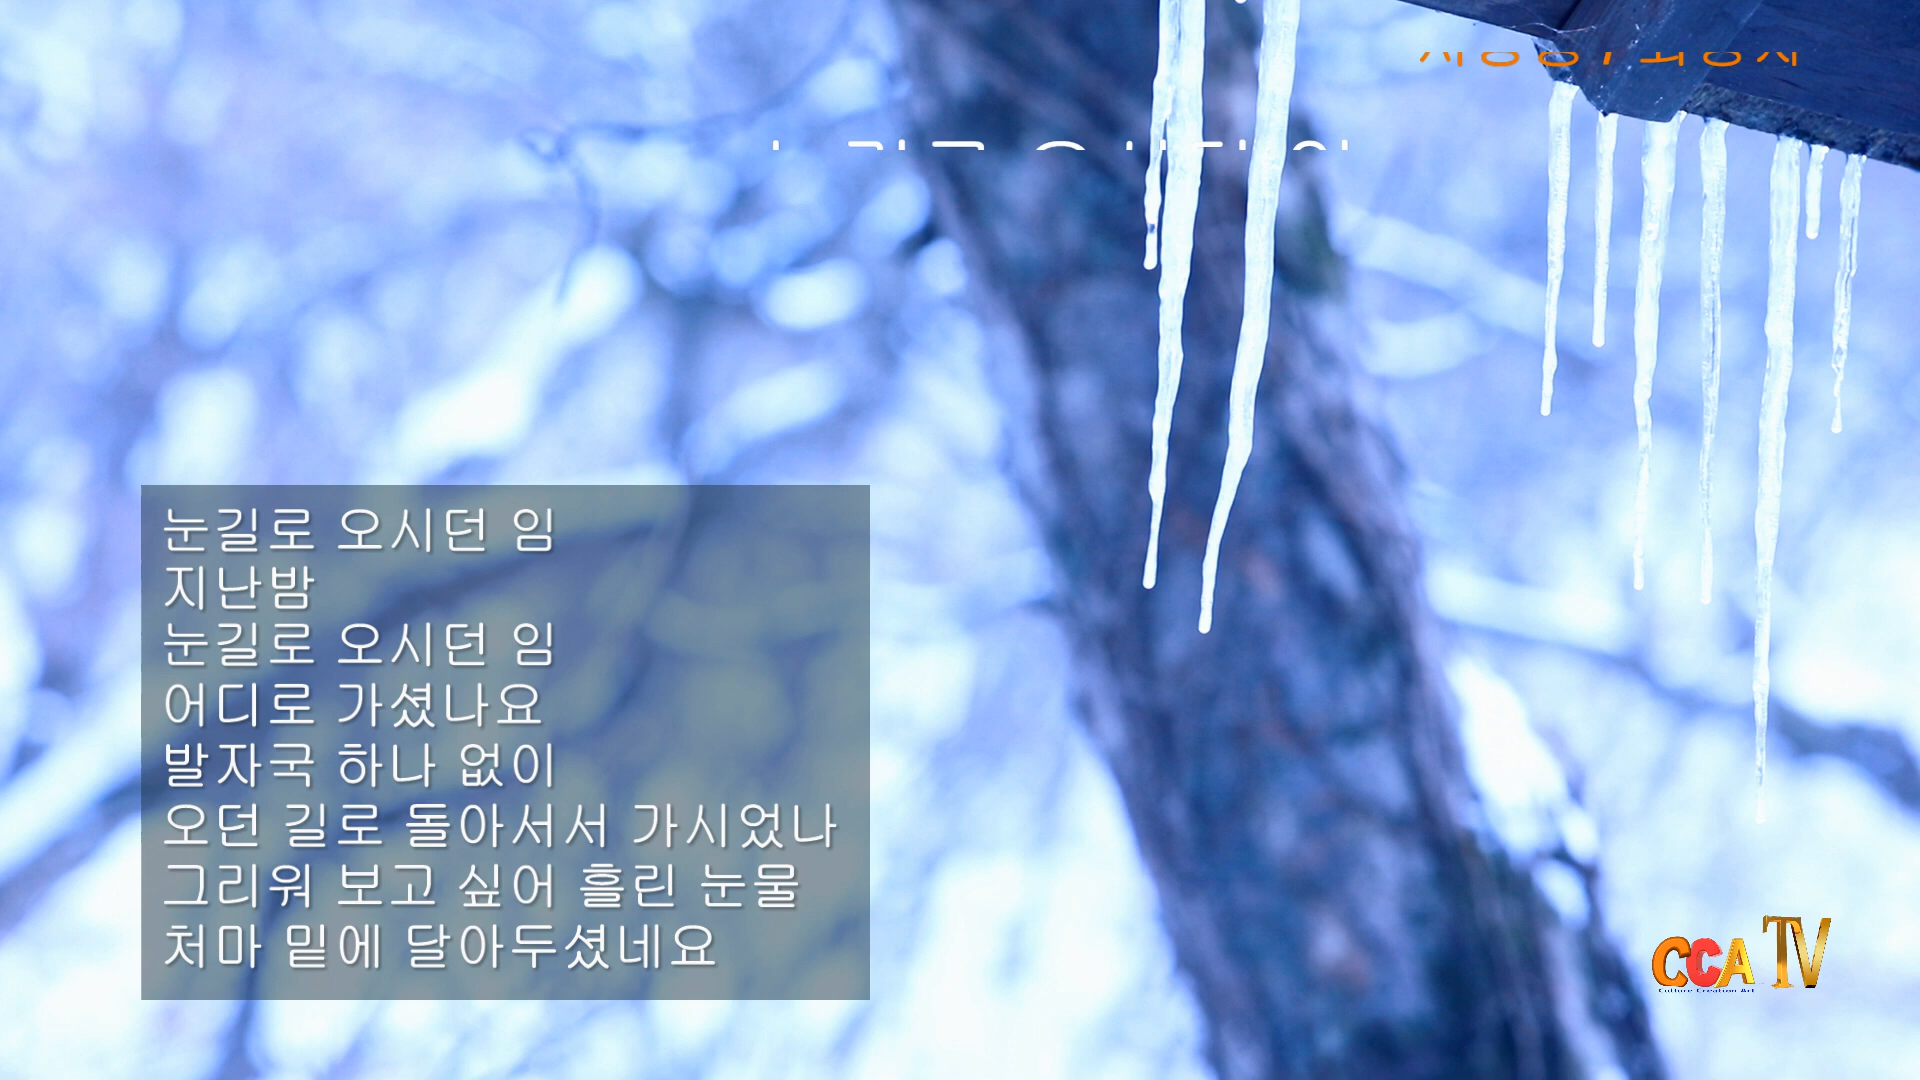 눈길로 오시던 임
지난밤
눈길로 오시던 임
어디로 가셨나요
발자국 하나 없이
오던 길로 돌아서서 가시었나
그리워 보고 싶어 흘린 눈물
처마 밑에 달아두셨네요
CCA TV
Culture Creation Art